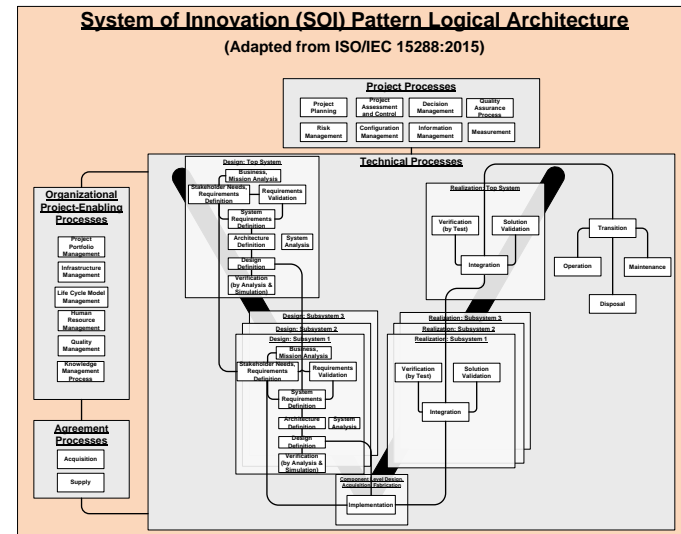 System of Innovation (SOI) Pattern Logical Architecture
(Adapted from ISO/IEC 15288:2015)
Project Processes
Project
Planning
Project
Assessment
and Control
Decision
Management
Quality
Assurance
Process
Risk
Management
Configuration
Management
Information
Management
Measurement
Technical Processes
Organizational
Project-Enabling
Processes
Project
Portfolio
Management
Infrastructure
Management
Life Cycle Model
Management
Human
Resource
Management
Quality
Management
Knowledge
Management
Process
Agreement
Processes
Acquisition
Supply
Design: Top System
Business,
Mission Analysis
Stakeholder Needs,
Requirements
Definition
Requirements
Validation
System
Requirements
Definition
Architecture
Definition
System
Analysis
Design
Definition
Verification
(by Analysis &
Simulation)
Realization: Top System
Verification
(by Test)
Solution
Validation
Integration
Transition
Operation
Maintenance
Disposal
Design: Subsystem 3
Design: Subsystem 2
Design: Subsystem 1
Business,
Mission Analysis
Stakeholder Needs,
Requirements
Definition
Requirements
Validation
System
Requirements
Definition
Architecture
Definition
System
Analysis
Design
Definition
Verification
(by Analysis &
Simulation)
Realization: Subsystem 3
Realization: Subsystem 2
Realization: Subsystem 1
Verification
(by Test)
Solution
Validation
Integration
Component Level Design,
Acquisition, Fabrication
Implementation